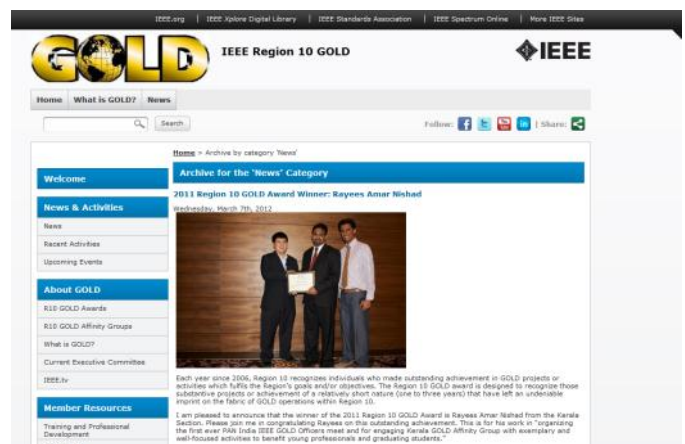 IEEE.org | IEEE Xplore Digital Library | IEEE Standards Association | IEEE Spectrum Online | More IEEE Sites
GOLD
IEEE Region 10 GOLD
IEEE
Home What is GOLD? News
Search
Follow: | Share:
Home > Archive by category 'News'
Welcome
Archive for the 'News' Category
2011 Region 10 GOLD Award Winner: Rayees Amar Nishad
Wednesday, March 7th, 2012
News & Activities
News
Recent Activities
Upcoming Events
About GOLD
R10 GOLD Awards
R10 GOLD Affinity Groups
What is GOLD?
Current Executive Committee
IEEE.tv
Member Resources
Training and Professional
Development
Each year since 2006, Region 10 recognizes individuals who made outstanding achievement in GOLD projects or
activities which fulfils the Region's goals and/or objectives. The Region 10 GOLD award is designed to recognize those
substantive projects or achievement of a relatively short nature (one to three years) that have left an undeniable
imprint on the fabric of GOLD operations within Region 10.
I am pleased to announce that the winner of the 2011 Region 10 GOLD Award is Rayees Amar Nishad from the Kerala
Section. Please join me in congratulating Rayees on this outstanding achievement. This is for his work in "organizing
the first ever PAN India IEEE GOLD Officers meet and for engaging Kerala GOLD Affinity Group with exemplary and
well-focused activities to benefit young professionals and graduating students."